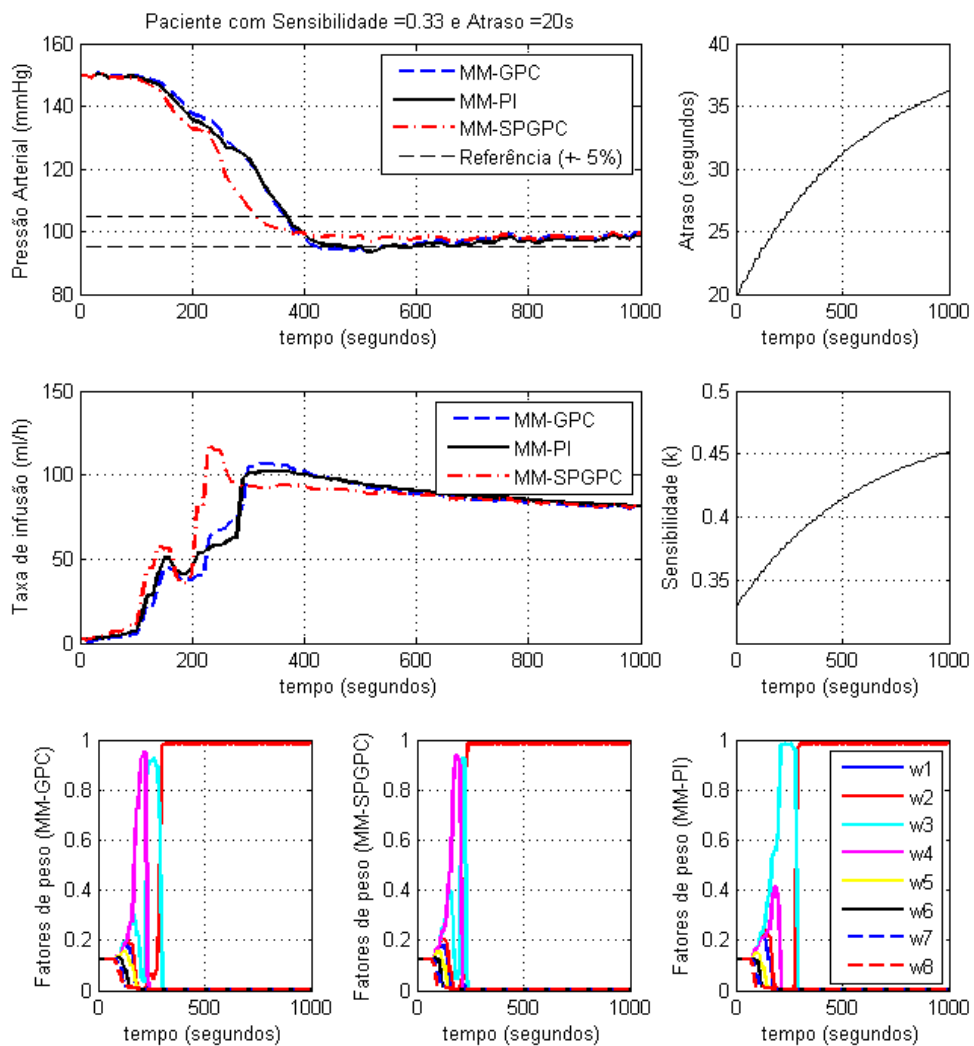 Paciente com Sensibilidade =0.33 e Atraso =20s
160
140
120
100
80
0
200
400
600
800
1000
Pressão Arterial (mmHg)
tempo (segundos)
MM-GPC
MM-PI
MM-SPGPC
Referência (+- 5%)
40
35
30
25
20
0
500
1000
Atraso (segundos)
tempo (segundos)
150
100
50
0
0
200
400
600
800
1000
Taxa de infusão (ml/h)
tempo (segundos)
MM-GPC
MM-PI
MM-SPGPC
0.5
0.45
0.4
0.35
0
500
1000
Sensibilidade (k)
tempo (segundos)
1
0.8
0.6
0.4
0.2
0
0
500
1000
Fatores de peso (MM-GPC)
tempo (segundos)
1
0.8
0.6
0.4
0.2
0
0
500
1000
Fatores de peso (MM-SPGPC)
tempo (segundos)
1
0.8
0.6
0.4
0.2
0
0
500
1000
Fatores de peso (MM-PI)
tempo (segundos)
w1
w2
w3
w4
w5
w6
w7
w8